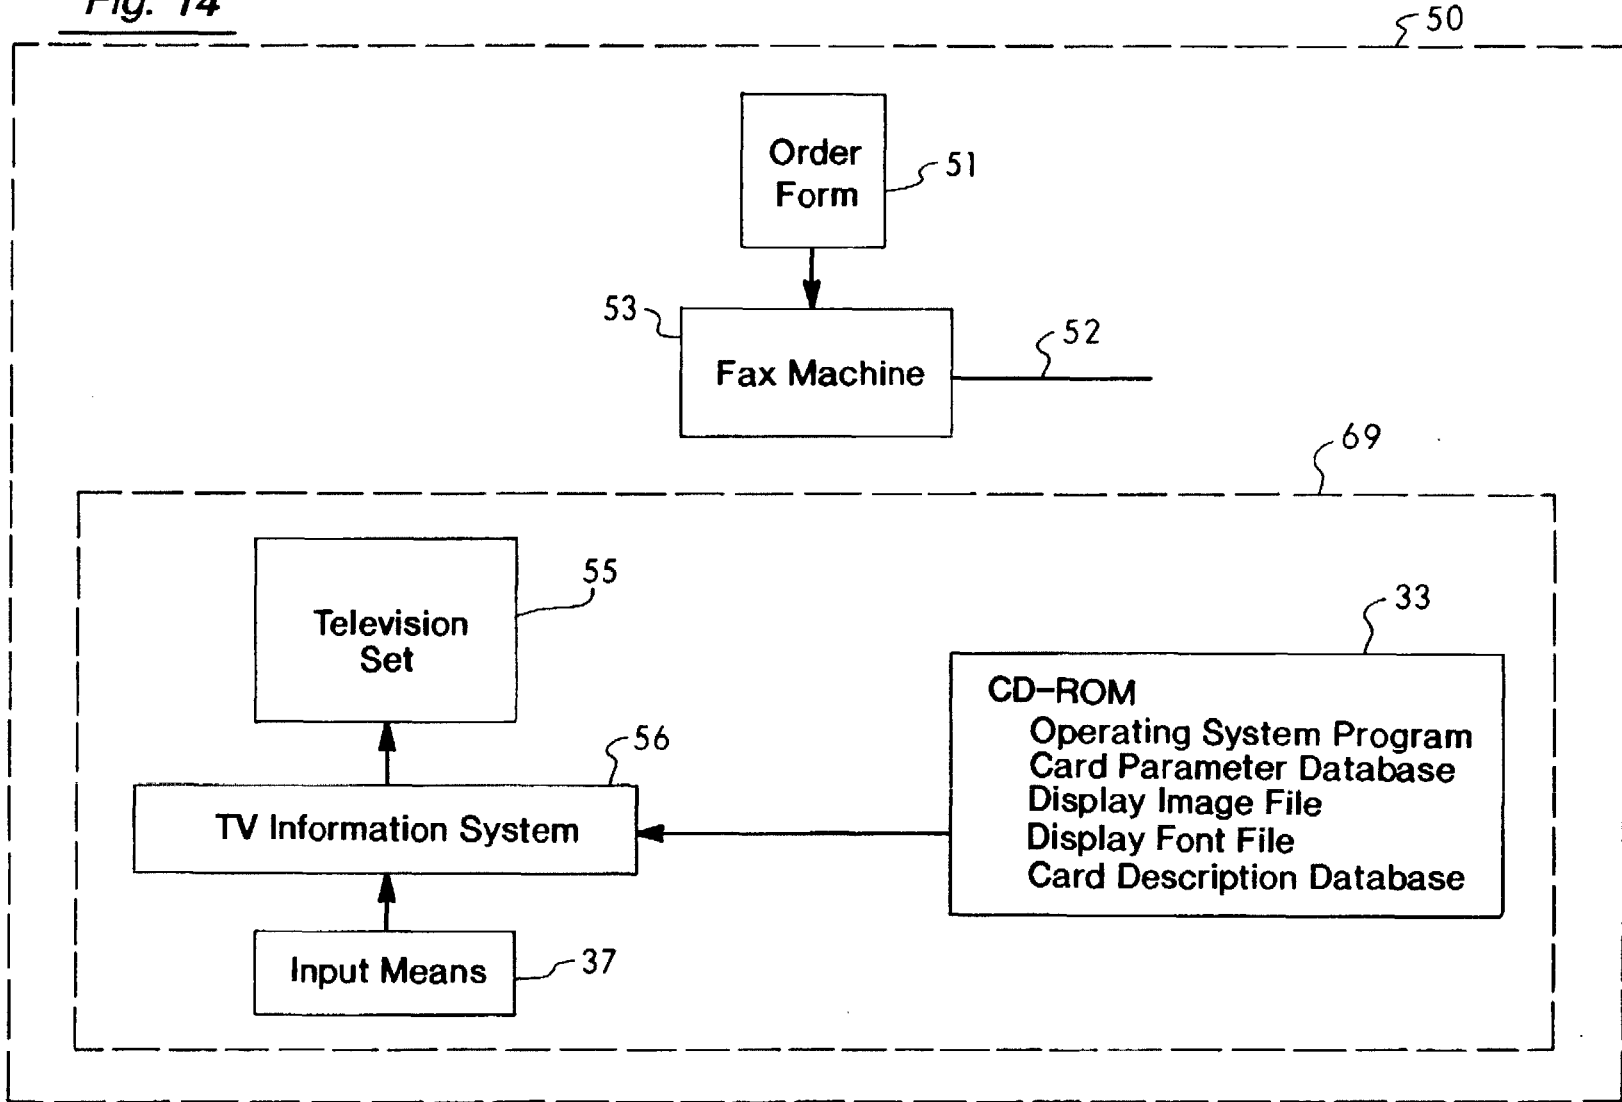 Fig. 14
50
Order
Form
51
53
Fax Machine
52
69
Television
Set
55
33
CD-ROM
Operating System Program
Card Parameter Database
Display Image File
Display Font File
Card Description Database
56
TV Information System
Input Means
37